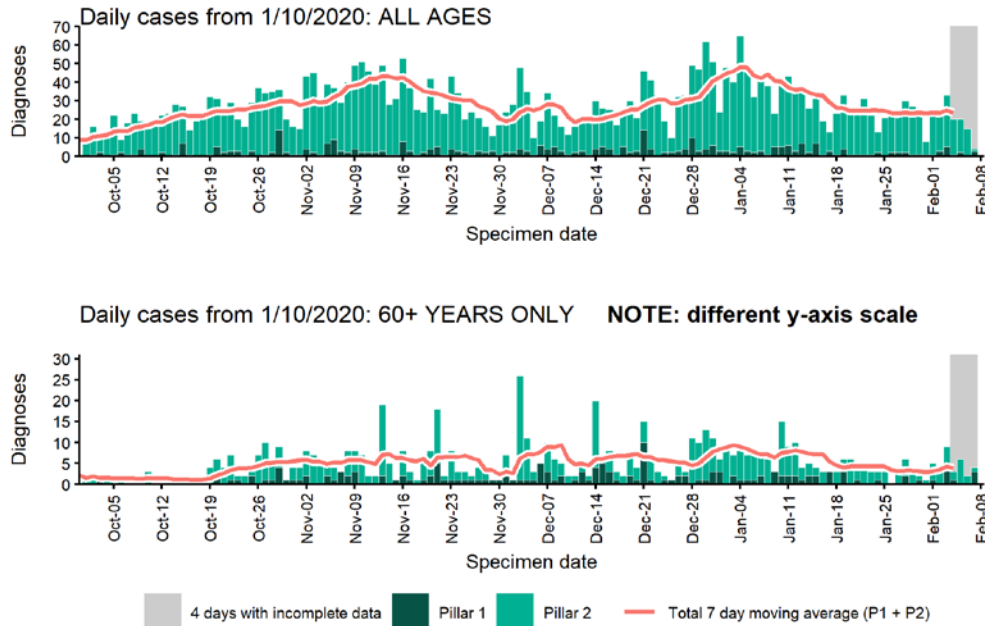 Daily cases from 1/10/2020: ALL AGES
Diagnoses
70
60
50
40
30
20
10
0
Oct-05
Oct-12
Oct-19
Oct-26
Nov-02
Nov-09
Nov-16
Nov-23
Nov-30
Dec-07
Dec-14
Dec-21
Dec-28
Jan-04
Jan-11
Jan-18
Jan-25
Feb-01
Feb-08
Specimen date
Daily cases from 1/10/2020: 60+ YEARS ONLY NOTE: different y-axis scale
Diagnoses
30
25
20
15
10
5
0
Oct-05
Oct-12
Oct-19
Oct-26
Nov-02
Nov-09
Nov-16
Nov-23
Nov-30
Dec-07
Dec-14
Dec-21
Dec-28
Jan-04
Jan-11
Jan-18
Jan-25
Feb-01
Feb-08
Specimen date
4 days with incomplete data Pillar 1 Pillar 2 Total 7 day moving average (P1 + P2)